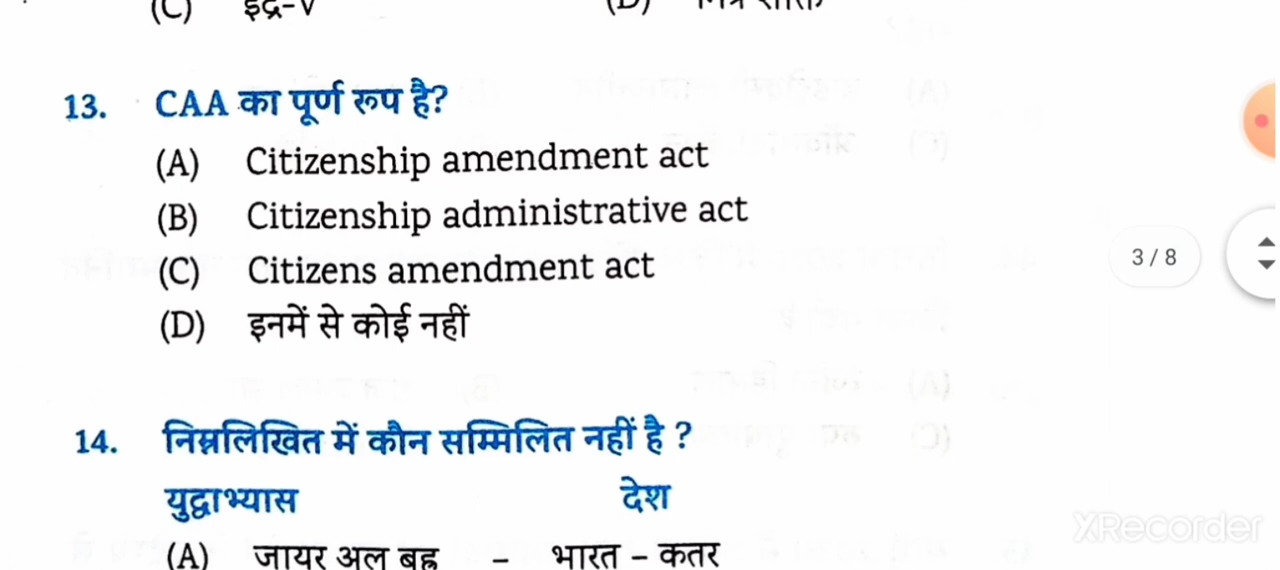 (C) इंद्र-V (D)
13. CAA का पूर्ण रूप है?
(A) Citizenship amendment act
(B) Citizenship administrative act
(C) Citizens amendment act
(D) इनमें से कोई नहीं
3 / 8
14. निम्नलिखित में कौन सम्मिलित नहीं है ?
युद्वाभ्यास देश
(A) जायर अल बह्र – भारत – कतर
XRecorder